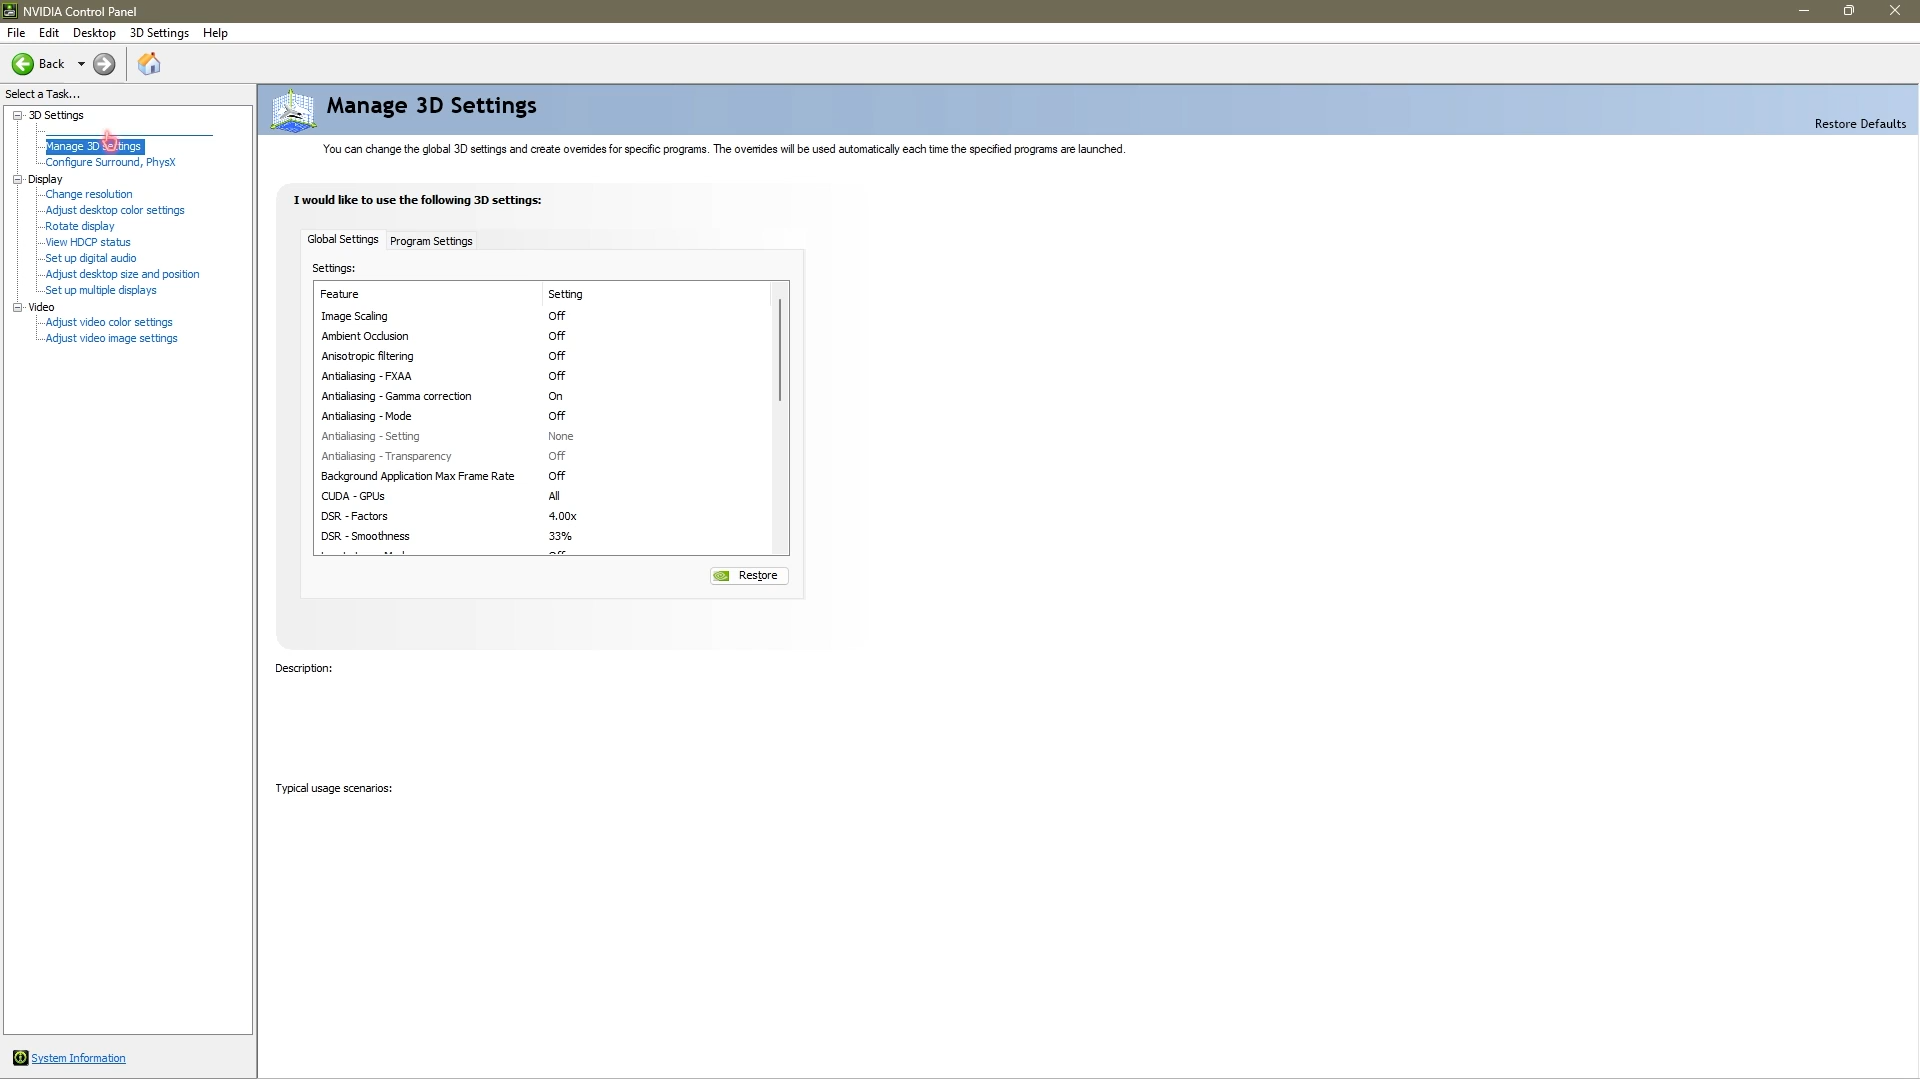 NVIDIA Control Panel
File Edit Desktop 3D Settings Help
Back
Select a Task...
3D Settings
Manage 3D settings
Configure Surround, PhysX
Display
Change resolution
Adjust desktop color settings
Rotate display
View HDCP status
Set up digital audio
Adjust desktop size and position
Set up multiple displays
Video
Adjust video color settings
Adjust video image settings
System Information
Manage 3D Settings
Restore Defaults
You can change the global 3D settings and create overrides for specific programs. The overrides will be used automatically each time the specified programs are launched.
I would like to use the following 3D settings:
Global Settings Program Settings
Settings:
Feature Setting
Image Scaling Off
Ambient Occlusion Off
Anisotropic filtering Off
Antialiasing - FXAA Off
Antialiasing - Gamma correction On
Antialiasing - Mode Off
Antialiasing - Setting None
Antialiasing - Transparency Off
Background Application Max Frame Rate Off
CUDA - GPUs All
DSR - Factors 4.00x
DSR - Smoothness 33%
Restore
Description:
Typical usage scenarios: